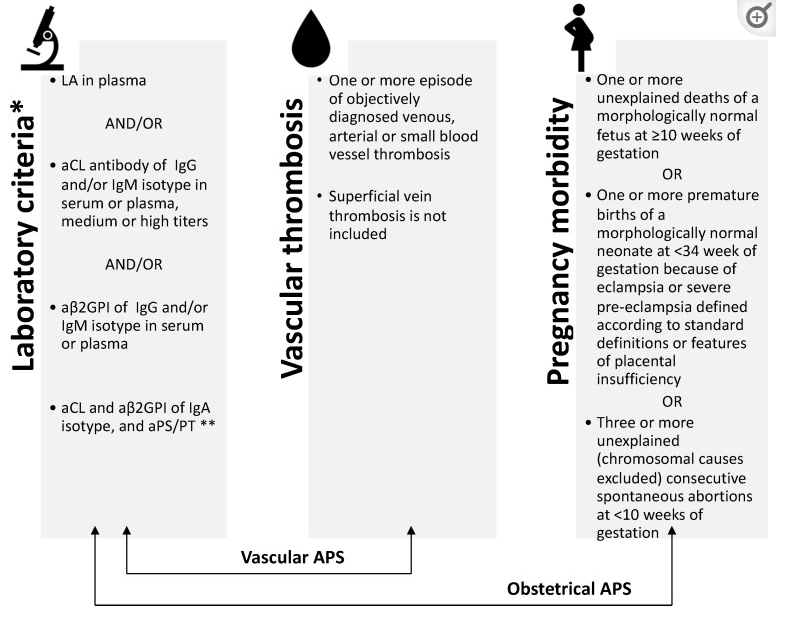 Laboratory criteria*
• LA in plasma
AND/OR
• aCL antibody of IgG
and/or IgM isotype in
serum or plasma,
medium or high titers
AND/OR
• aβ2GPI of IgG and/or
IgM isotype in serum
or plasma
• aCL and aβ2GPI of IgA
isotype, and aPS/PT **
Vascular thrombosis
• One or more episode
of objectively
diagnosed venous,
arterial or small blood
vessel thrombosis
• Superficial vein
thrombosis is not
included
Pregnancy morbidity
• One or more
unexplained deaths of a
morphologically normal
fetus at ≥10 weeks of
gestation
OR
• One or more premature
births of a
morphologically normal
neonate at <34 week of
gestation because of
eclampsia or severe
pre-eclampsia defined
according to standard
definitions or features
of placental
insufficiency
OR
• Three or more
unexplained
(chromosomal causes
excluded) consecutive
spontaneous abortions
at <10 weeks of
gestation
Vascular APS
Obstetrical APS